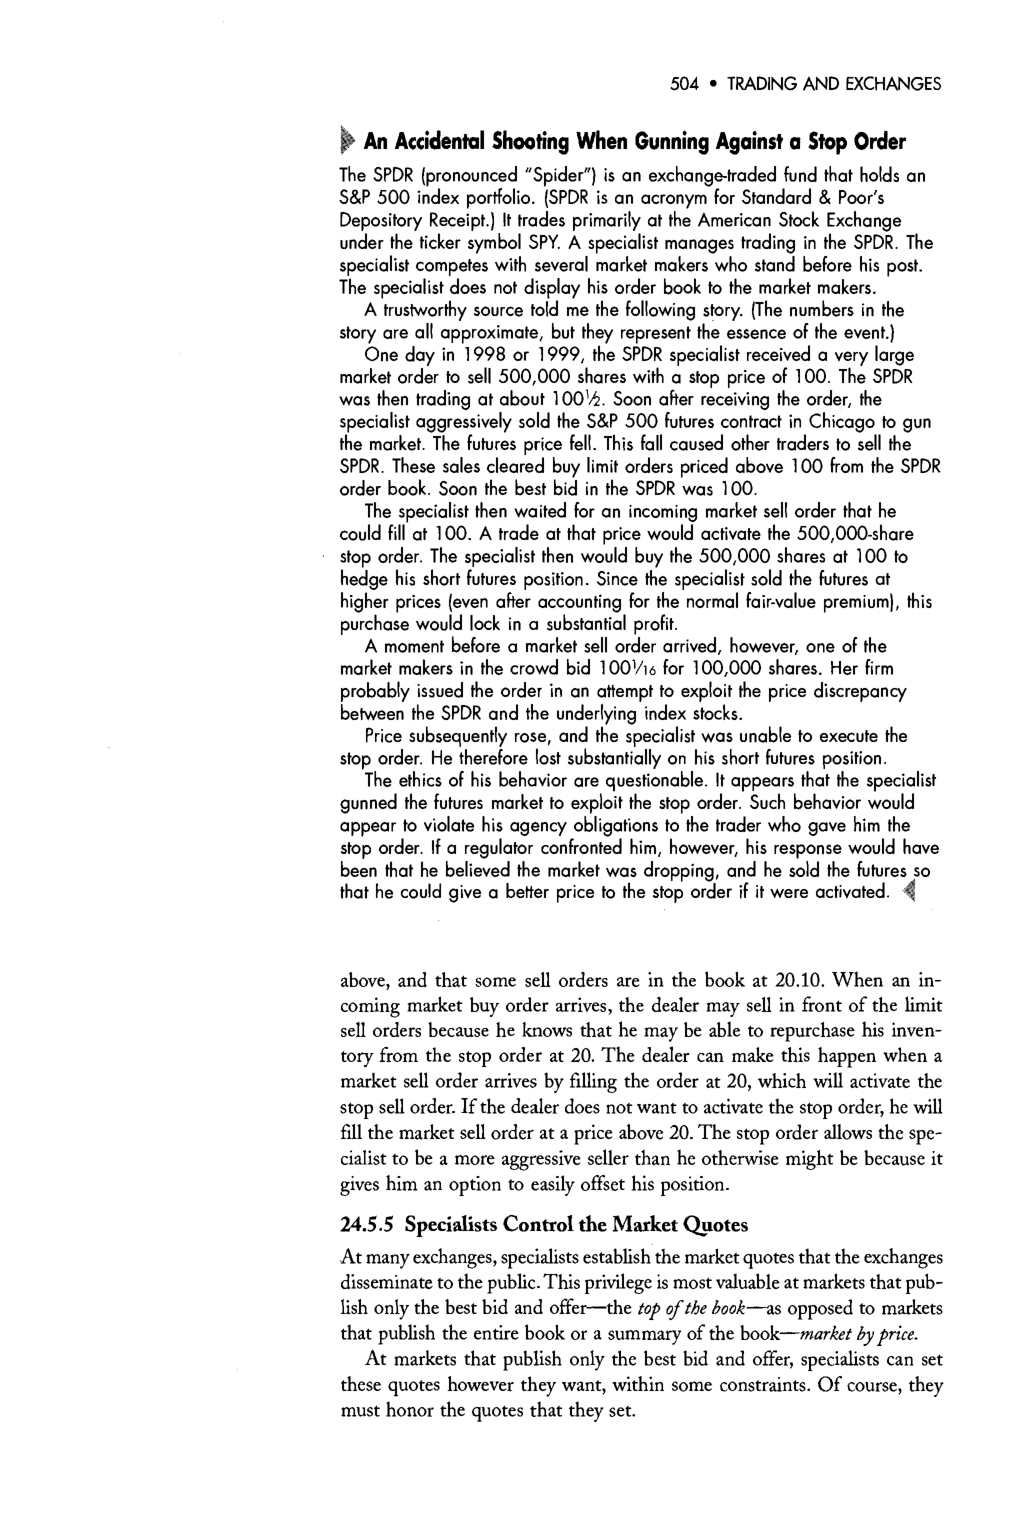 504 • TRADING AND EXCHANGES
An Accidental Shooting When Gunning Against a Stop Order
The SPDR (pronounced "Spider") is an exchange-traded fund that holds an
S&P 500 index portfolio. (SPDR is an acronym for Standard & Poor's
Depository Receipt.) It trades primarily at the American Stock Exchange
under the ticker symbol SPY. A specialist manages trading in the SPDR. The
specialist competes with several market makers who stand before his post.
The specialist does not display his order book to the market makers.
A trustworthy source told me the following story. (The numbers in the
story are all approximate, but they represent the essence of the event.)
One day in 1998 or 1999, the SPDR specialist received a very large
market order to sell 500,000 shares with a stop price of 100. The SPDR
was then trading at about 100½. Soon after receiving the order, the
specialist aggressively sold the S&P 500 futures contract in Chicago to gun
the market. The futures price fell. This fall caused other traders to sell the
SPDR. These sales cleared buy limit orders priced above 100 from the SPDR
order book. Soon the best bid in the SPDR was 100.
The specialist then waited for an incoming market sell order that he
could fill at 100. A trade at that price would activate the 500,000-share
stop order. The specialist then would buy the 500,000 shares at 100 to
hedge his short futures position. Since the specialist sold the futures at
higher prices (even after accounting for the normal fair-value premium), this
purchase would lock in a substantial profit.
A moment before a market sell order arrived, however, one of the
market makers in the crowd bid 100 1/16 for 100,000 shares. Her firm
probably issued the order in an attempt to exploit the price discrepancy
between the SPDR and the underlying index stocks.
Price subsequently rose, and the specialist was unable to execute the
stop order. He therefore lost substantially on his short futures position.
The ethics of his behavior are questionable. It appears that the specialist
gunned the futures market to exploit the stop order. Such behavior would
appear to violate his agency obligations to the trader who gave him the
stop order. If a regulator confronted him, however, his response would have
been that he believed the market was dropping, and he sold the futures so
that he could give a better price to the stop order if it were activated.
above, and that some sell orders are in the book at 20.10. When an in-
coming market buy order arrives, the dealer may sell in front of the limit
sell orders because he knows that he may be able to repurchase his inven-
tory from the stop order at 20. The dealer can make this happen when a
market sell order arrives by filling the order at 20, which will activate the
stop sell order. If the dealer does not want to activate the stop order, he will
fill the market sell order at a price above 20. The stop order allows the spe-
cialist to be a more aggressive seller than he otherwise might be because it
gives him an option to easily offset his position.
24.5.5 Specialists Control the Market Quotes
At many exchanges, specialists establish the market quotes that the exchanges
disseminate to the public. This privilege is most valuable at markets that pub-
lish only the best bid and offer—the top of the book—as opposed to markets
that publish the entire book or a summary of the book—market by price.
At markets that publish only the best bid and offer, specialists can set
these quotes however they want, within some constraints. Of course, they
must honor the quotes that they set.